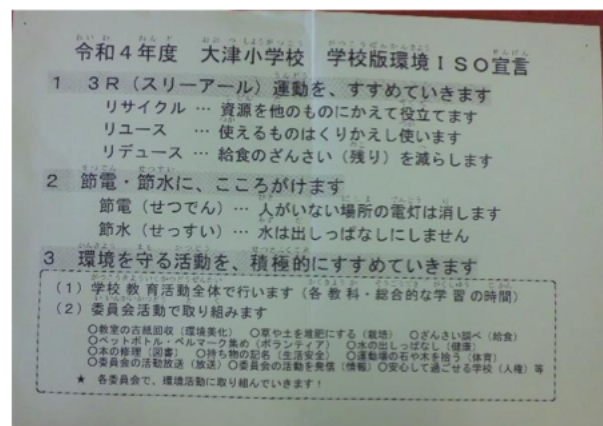 令和4年度 大津小学校 学校版環境ISO宣言
1 3R(スリーアール)運動を、すすめていきます
リサイクル … 資源を他のものにかえて役立てます
リユース … 使えるものはくりかえし使います
リデュース … 給食のざんさい(残り)を減らします
2 節電・節水に、こころがけます
節電(せつでん)… 人がいない場所の電灯は消します
節水(せっすい)… 水は出しっぱなしにしません
3 環境を守る活動を、積極的にすすめていきます
(1)学校教育活動全体で行います(各教科・総合的な学習の時間)
(2)委員会活動で取り組みます
○教室の古紙回収(環境美化) ○草や土を堆肥にする(栽培) ○ざんさい調べ(給食)
○ペットボトル・ベルマーク集め(ボランティア) ○水の出しっぱなし(健康)
○本の修理(図書) ○持ち物の記名(生活安全) ○運動場の石や木を拾う(体育)
○委員会の活動放送(放送)○委員会の活動を発信(情報)○安心して過ごせる学校(人権)等
★ 各委員会で、環境活動に取り組んでいきます!